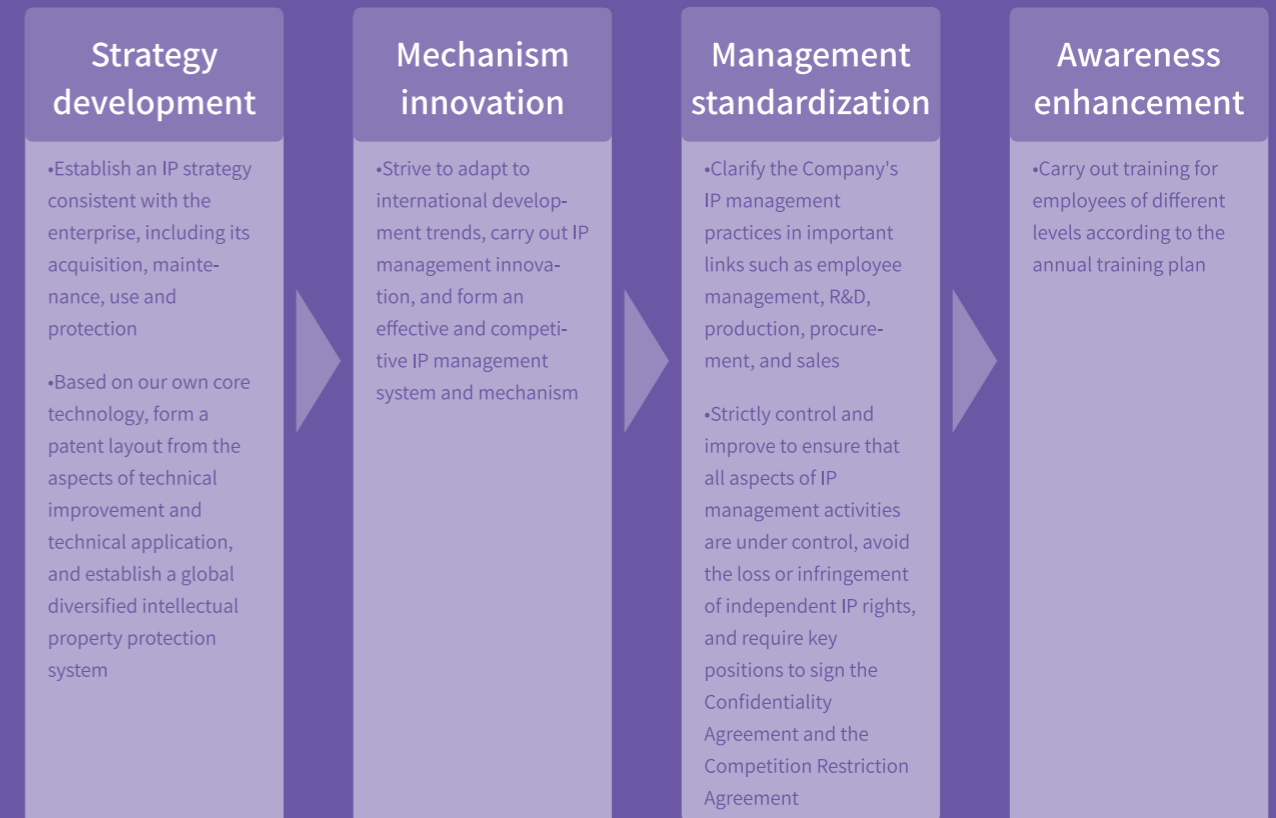 Strategy
development
•Establish an IP strategy
consistent with the
enterprise, including its
acquisition, mainte-
nance, use and
protection
•Based on our own core
technology, form a
patent layout from the
aspects of technical
improvement and
technical application,
and establish a global
diversified intellectual
property protection
system
Mechanism
innovation
•Strive to adapt to
international develop-
ment trends, carry out IP
management innova-
tion, and form an
effective and competi-
tive IP management
system and mechanism
Management
standardization
•Clarify the Company's
IP management
practices in important
links such as employee
management, R&D,
production, procure-
ment, and sales
•Strictly control and
improve to ensure that
all aspects of IP
management activities
are under control, avoid
the loss or infringement
of independent IP rights,
and require key
positions to sign the
Confidentiality
Agreement and the
Competition Restriction
Agreement
Awareness
enhancement
•Carry out training for
employees of different
levels according to the
annual training plan